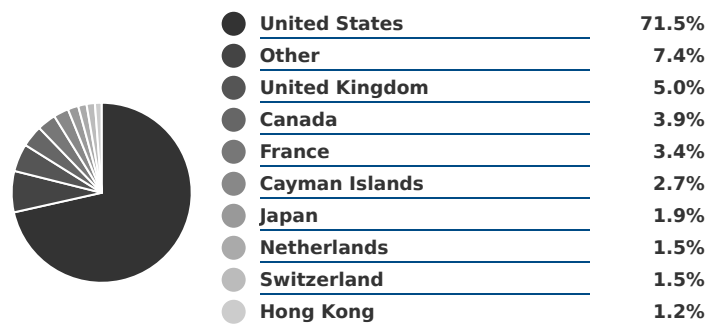 United States 71.5%
Other 7.4%
United Kingdom 5.0%
Canada 3.9%
France 3.4%
Cayman Islands 2.7%
Japan 1.9%
Netherlands 1.5%
Switzerland 1.5%
Hong Kong 1.2%